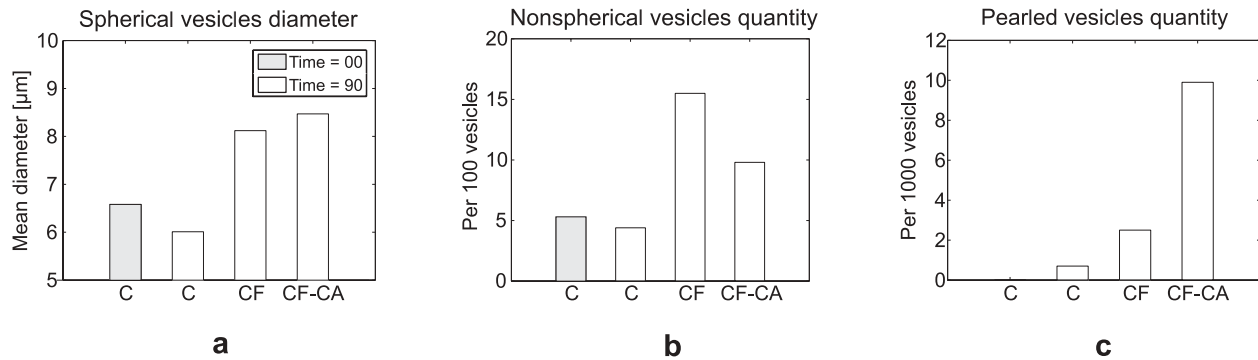 Spherical vesicles diameter
Mean diameter [μm]
10
9
8
7
6
5
Time = 00
Time = 90
C C CF CF-CA
a
Nonspherical vesicles quantity
Per 100 vesicles
20
15
10
5
0
C C CF CF-CA
b
Pearled vesicles quantity
Per 1000 vesicles
12
10
8
6
4
2
0
C C CF CF-CA
c